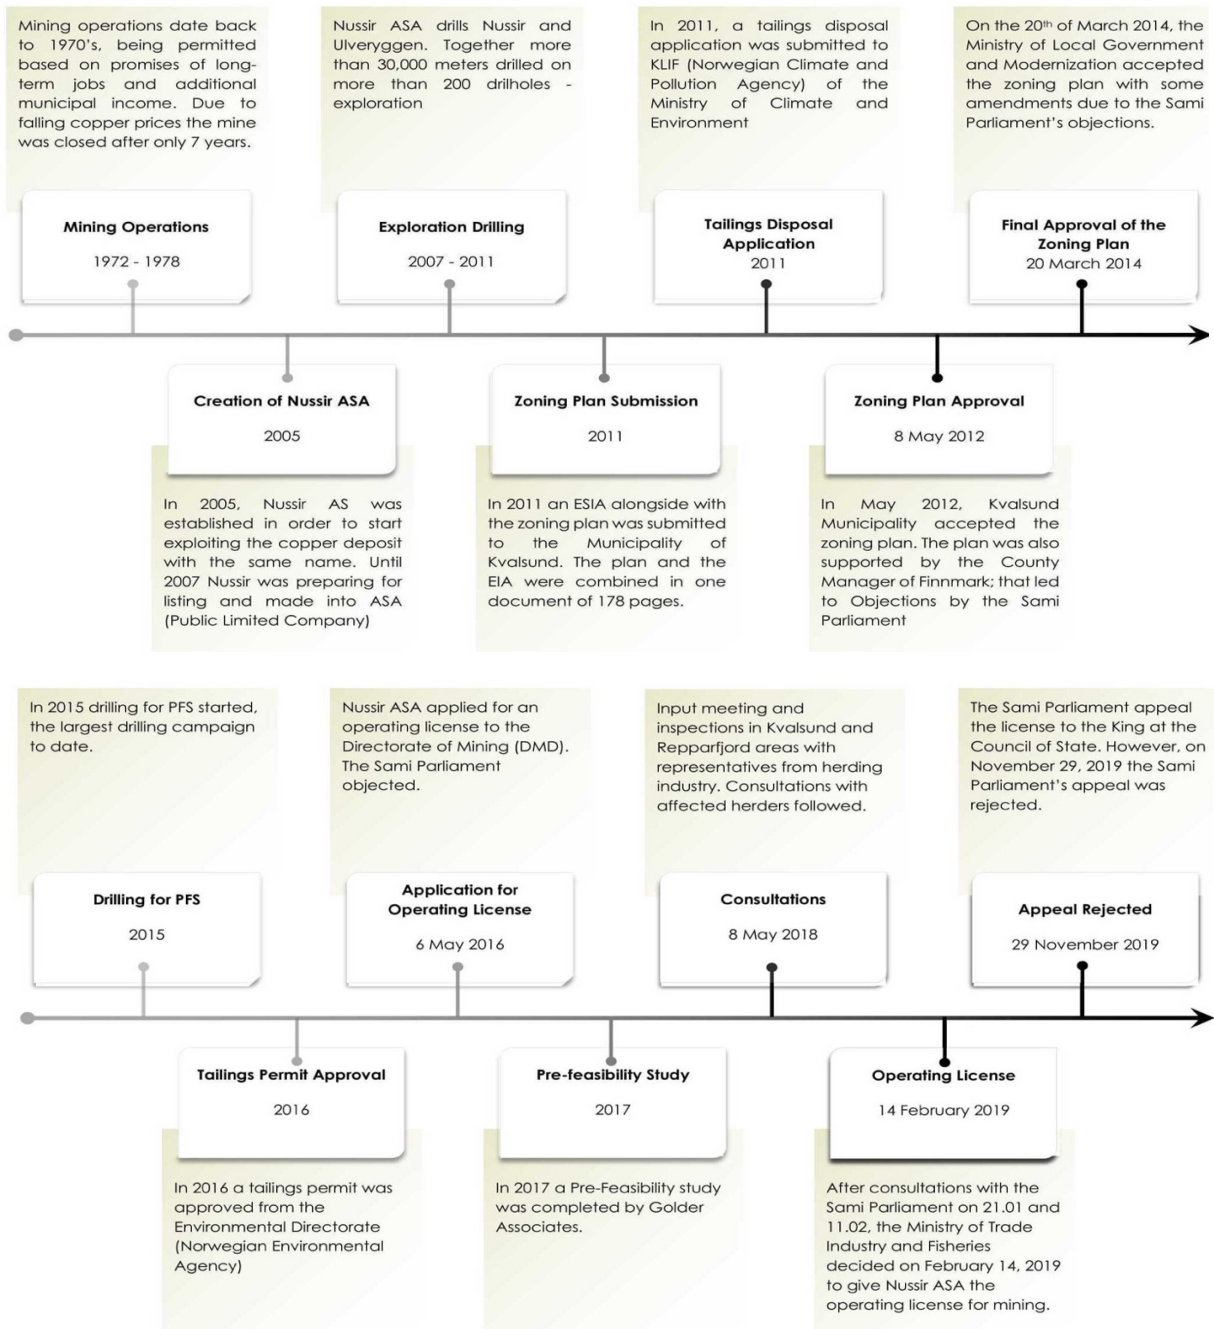 Mining operations date back
to 1970's, being permitted
based on promises of long-
term jobs and additional
municipal income. Due to
falling copper prices the mine
was closed after only 7 years.
Mining Operations
1972 - 1978
Nussir ASA drills Nussir and
Ulveryggen. Together more
than 30,000 meters drilled on
more than 200 drilholes -
exploration
Exploration Drilling
2007 - 2011
In 2011, a tailings disposal
application was submitted to
KLIF (Norwegian Climate and
Pollution Agency) of the
Ministry of Climate and
Environment
Tailings Disposal
Application
2011
On the 20th of March 2014, the
Ministry of Local Government
and Modernization accepted
the zoning plan with some
amendments due to the Sami
Parliament's objections.
Final Approval of the
Zoning Plan
20 March 2014
Creation of Nussir ASA
2005
In 2005, Nussir AS was
established in order to start
exploiting the copper deposit
with the same name. Until
2007 Nussir was preparing for
listing and made into ASA
(Public Limited Company)
Zoning Plan Submission
2011
In 2011 an ESIA alongside with
the zoning plan was submitted
to the Municipality of
Kvalsund. The plan and the
EIA were combined in one
document of 178 pages.
Zoning Plan Approval
8 May 2012
In May 2012, Kvalsund
Municipality accepted the
zoning plan. The plan was also
supported by the County
Manager of Finnmark; that led
to Objections by the Sami
Parliament
In 2015 drilling for PFS started,
the largest drilling campaign
to date.
Drilling for PFS
2015
Nussir ASA applied for an
operating license to the
Directorate of Mining (DMD).
The Sami Parliament
objected.
Application for
Operating License
6 May 2016
Input meeting and
inspections in Kvalsund and
Repparfjord areas with
representatives from herding
industry. Consultations with
affected herders followed.
Consultations
8 May 2018
The Sami Parliament appeal
the license to the King at the
Council of State. However, on
November 29, 2019 the Sami
Parliament's appeal was
rejected.
Appeal Rejected
29 November 2019
Tailings Permit Approval
2016
In 2016 a tailings permit was
approved from the
Environmental Directorate
(Norwegian Environmental
Agency)
Pre-feasibility Study
2017
In 2017 a Pre-Feasibility study
was completed by Golder
Associates.
Operating License
14 February 2019
After consultations with the
Sami Parliament on 21.01 and
11.02, the Ministry of Trade
Industry and Fisheries
decided on February 14, 2019
to give Nussir ASA the
operating license for mining.